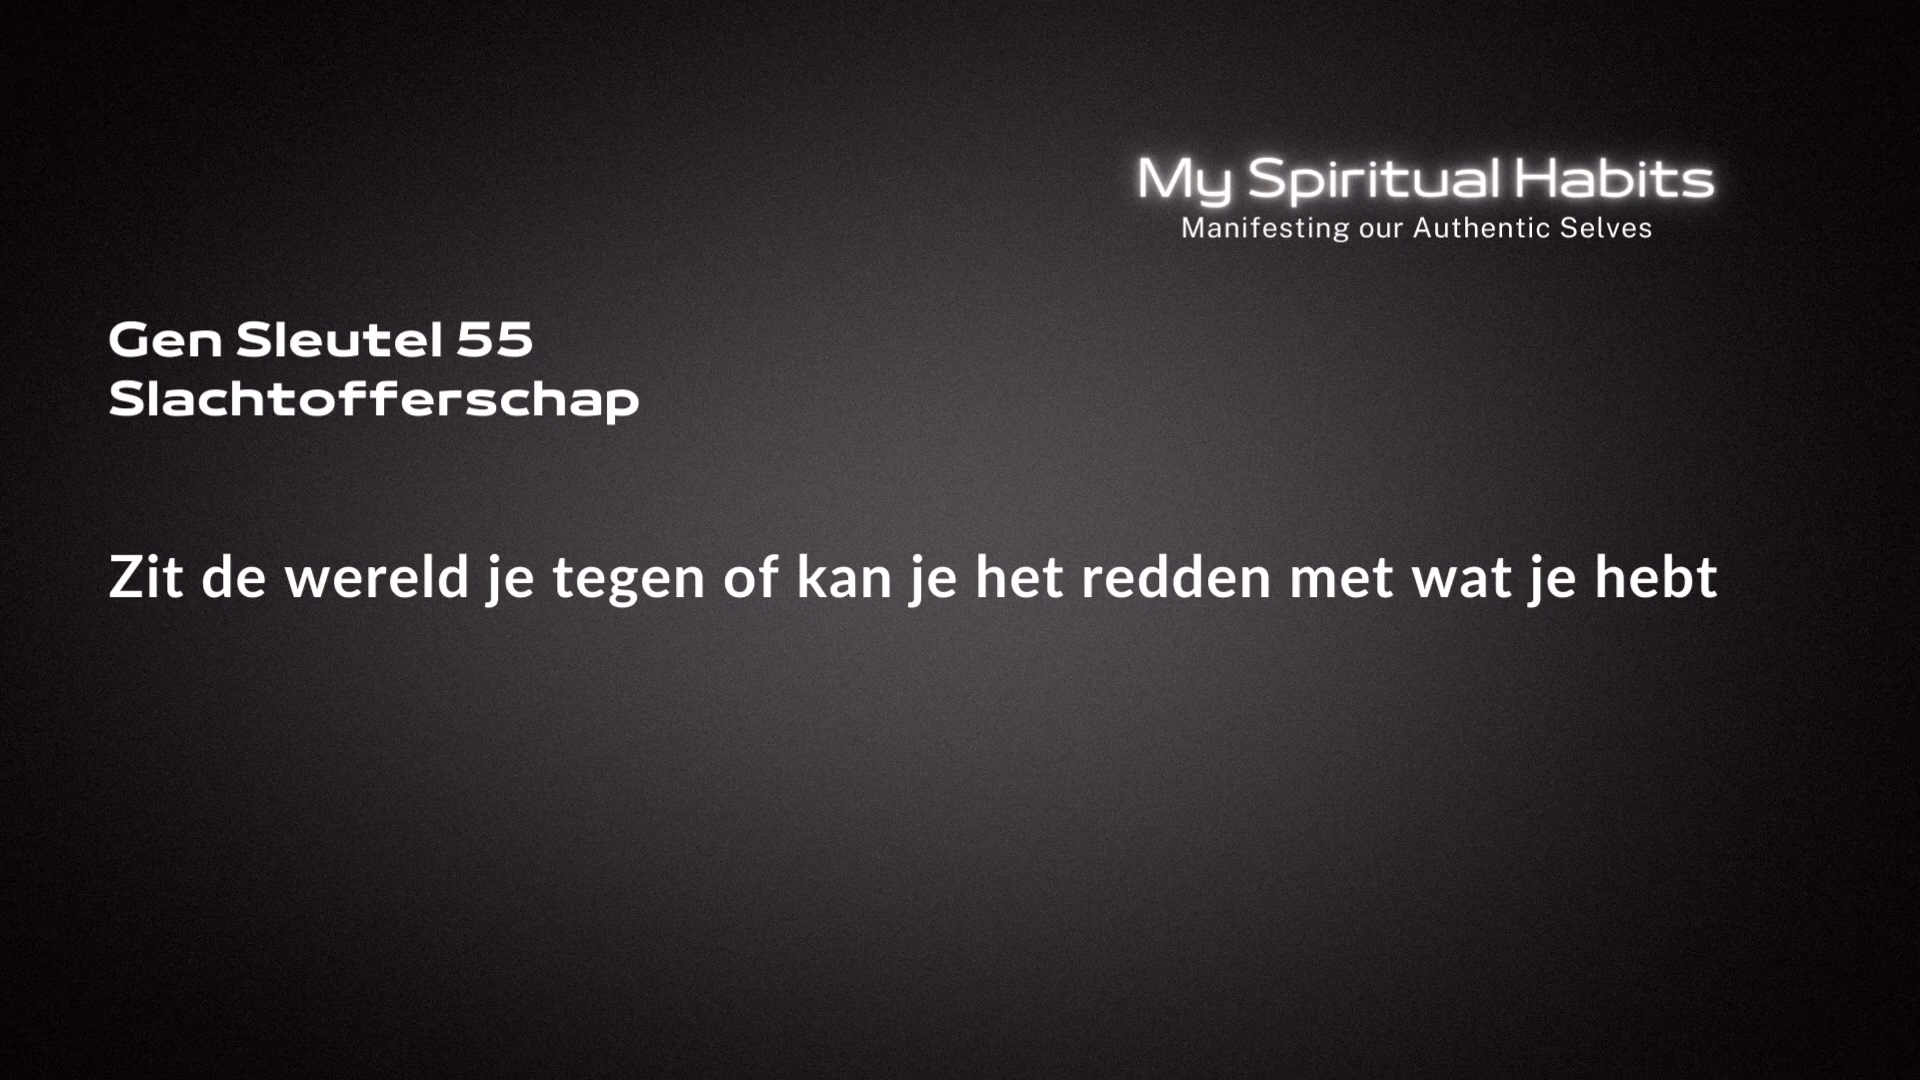 My Spiritual Habits
Manifesting our Authentic Selves
Gen Sleutel 55
Slachtofferschap
Zit de wereld je tegen of kan je het redden met wat je hebt